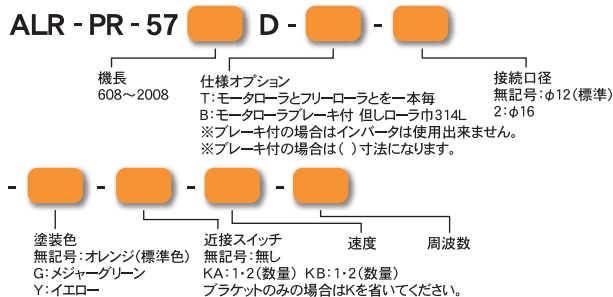 ALR - PR - 57 D - -
機長
608〜2008
仕様オプション
T:モータローラとフリーローラとを一本毎
B:モータローラブレーキ付 但しローラ巾314L
※ブレーキ付の場合はインバータは使用出来ません。
※ブレーキ付の場合は( )寸法になります。
接続口径
無記号:φ12(標準)
2:φ16
- - - -
塗装色
無記号:オレンジ(標準色)
G:メジャーグリーン
Y:イエロー
近接スイッチ
無記号:無し
KA:1・2(数量) KB:1・2(数量)
ブラケットのみの場合はKを省いてください。
速度
周波数